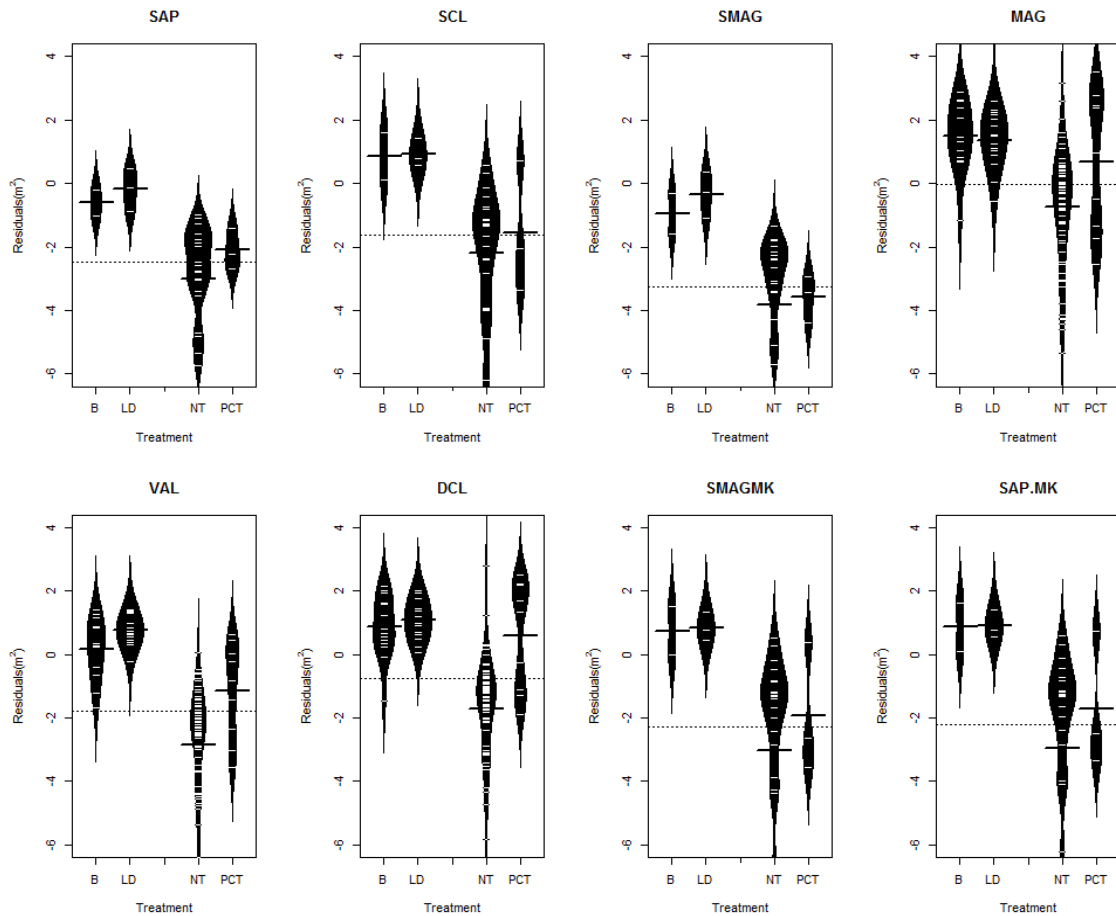 SAP
SCL
SMAG
MAG
Residuals(m²)
4
2
0
-2
-4
-6
B LD NT PCT
Treatment
Residuals(m²)
4
2
0
-2
-4
-6
B LD NT PCT
Treatment
Residuals(m²)
4
2
0
-2
-4
-6
B LD NT PCT
Treatment
Residuals(m²)
4
2
0
-2
-4
-6
B LD NT PCT
Treatment
VAL
DCL
SMAGMK
SAP.MK
Residuals(m²)
4
2
0
-2
-4
-6
B LD NT PCT
Treatment
Residuals(m²)
4
2
0
-2
-4
-6
B LD NT PCT
Treatment
Residuals(m²)
4
2
0
-2
-4
-6
B LD NT PCT
Treatment
Residuals(m²)
4
2
0
-2
-4
-6
B LD NT PCT
Treatment